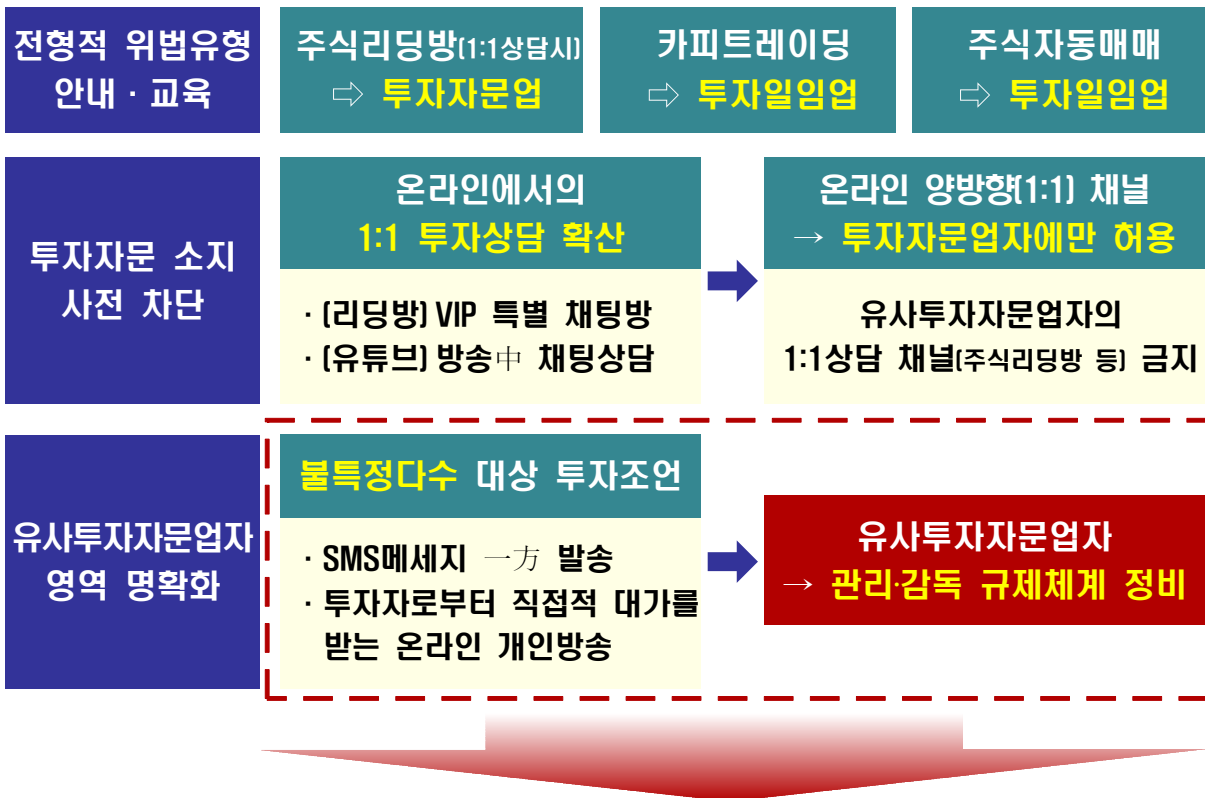 전형적 위법유형
안내 · 교육
주식리딩방(1:1상담시)
⇨ 투자자문업
카피트레이딩
⇨ 투자일임업
주식자동매매
⇨ 투자일임업
투자자문 소지
사전 차단
온라인에서의
1:1 투자상담 확산
· (리딩방) VIP 특별 채팅방
· (유튜브) 방송中 채팅상담
온라인 양방향(1:1) 채널
→ 투자자문업자에만 허용
유사투자자문업자의
1:1상담 채널(주식리딩방 등) 금지
유사투자자문업자
영역 명확화
불특정다수 대상 투자조언
· SMS메세지 一方 발송
· 투자자로부터 직접적 대가를
받는 온라인 개인방송
유사투자자문업자
→ 관리·감독 규제체계 정비